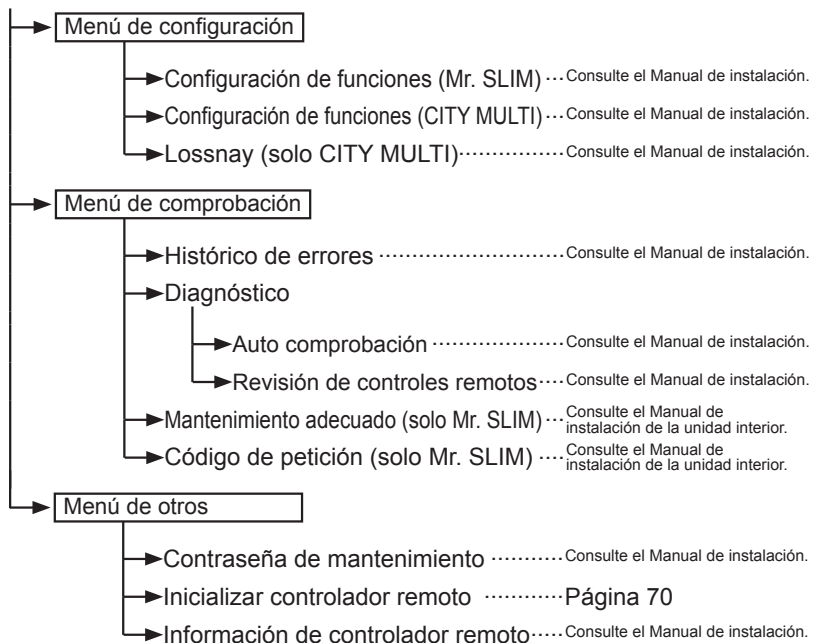 Menú de configuración
Configuración de funciones (Mr. SLIM) ··· Consulte el Manual de instalación.
Configuración de funciones (CITY MULTI) ··· Consulte el Manual de instalación.
Lossnay (solo CITY MULTI) ················ Consulte el Manual de instalación.
Menú de comprobación
Histórico de errores ···························· Consulte el Manual de instalación.
Diagnóstico
Auto comprobación ···················· Consulte el Manual de instalación.
Revisión de controles remotos ···· Consulte el Manual de instalación.
Mantenimiento adecuado (solo Mr. SLIM) ··· Consulte el Manual de
instalación de la unidad interior.
Código de petición (solo Mr. SLIM) ···· Consulte el Manual de
instalación de la unidad interior.
Menú de otros
Contraseña de mantenimiento ··········· Consulte el Manual de instalación.
Inicializar controlador remoto ············ Página 70
Información de controlador remoto ····· Consulte el Manual de instalación.